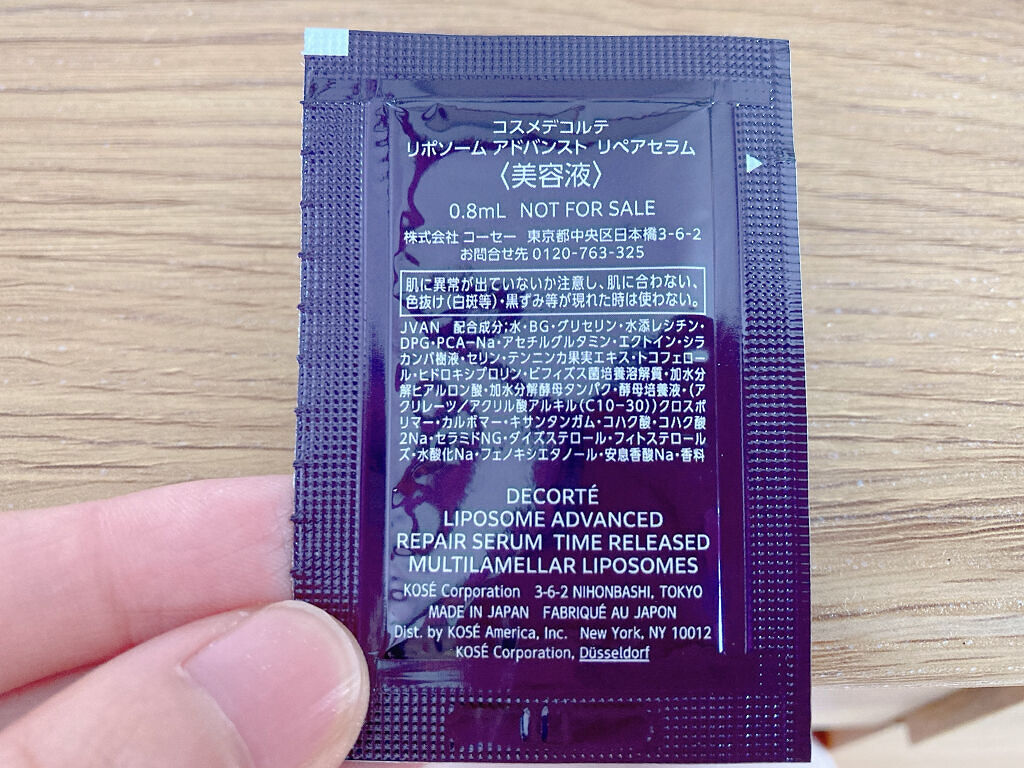 コスメデコルテ
リポソーム アドバンスト リペアセラム
〈美容液〉
0.8mL NOT FOR SALE
株式会社 コーセー 東京都中央区日本橋3-6-2
お問合せ先 0120-763-325
肌に異常が出ていないか注意し、肌に合わない、
色抜け(白斑等)・黒ずみ等が現れた時は使わない。
JVAN 配合成分:水・BG・グリセリン・水添レシチン・
DPG・PCA-Na・アセチルグルタミン・エクトイン・シラ
カンバ樹液・セリン・テンニンカ果実エキス・トコフェロー
ル・ヒドロキシプロリン・ビフィズス菌培養溶解質・加水分
解ヒアルロン酸・加水分解酵母タンパク・酵母培養液・(ア
クリレーツ/アクリル酸アルキル(C10-30))クロスポ
リマー・カルボマー・キサンタンガム・コハク酸・コハク酸
2Na・セラミドNG・ダイズステロール・フィトステロール
ズ・水酸化Na・フェノキシエタノール・安息香酸Na・香料
DECORTÉ
LIPOSOME ADVANCED
REPAIR SERUM TIME RELEASED
MULTILAMELLAR LIPOSOMES
KOSÉ Corporation 3-6-2 NIHONBASHI, TOKYO
MADE IN JAPAN FABRIQUÉ AU JAPON
Dist. by KOSÉ America, Inc. New York, NY 10012
KOSÉ Corporation, Düsseldorf